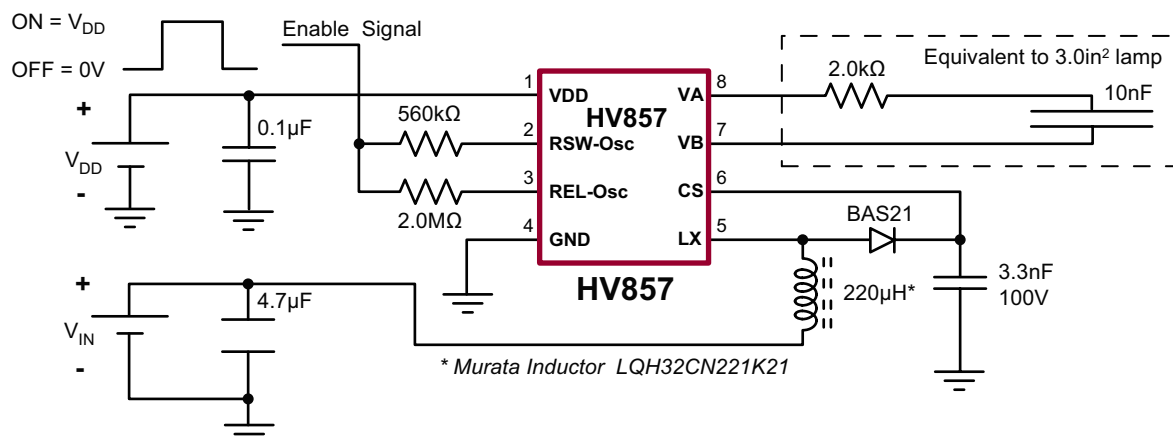 ON = VDD
OFF = 0V
Enable Signal
Equivalent to 3.0in² lamp
2.0kΩ
10nF
+
VDD
-
0.1µF
560kΩ
2.0MΩ
1
2
3
4
VDD
RSW-Osc
REL-Osc
GND
HV857
VA
VB
CS
LX
8
7
6
5
HV857
BAS21
3.3nF
100V
220µH*
+
VIN
-
4.7µF
* Murata Inductor LQH32CN221K21